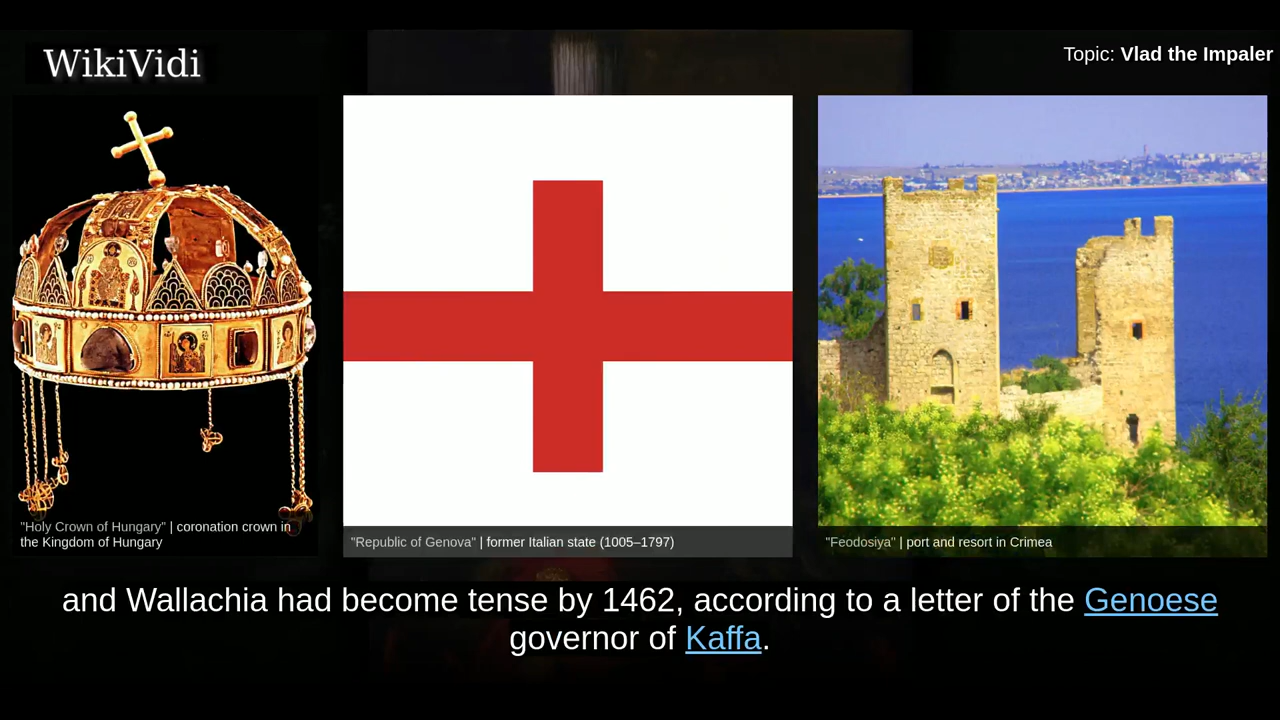 WikiVidi
Topic: Vlad the Impaler
"Holy Crown of Hungary" | coronation crown in
the Kingdom of Hungary
"Republic of Genova" | former Italian state (1005–1797)
"Feodosiya" | port and resort in Crimea
and Wallachia had become tense by 1462, according to a letter of the Genoese
governor of Kaffa.